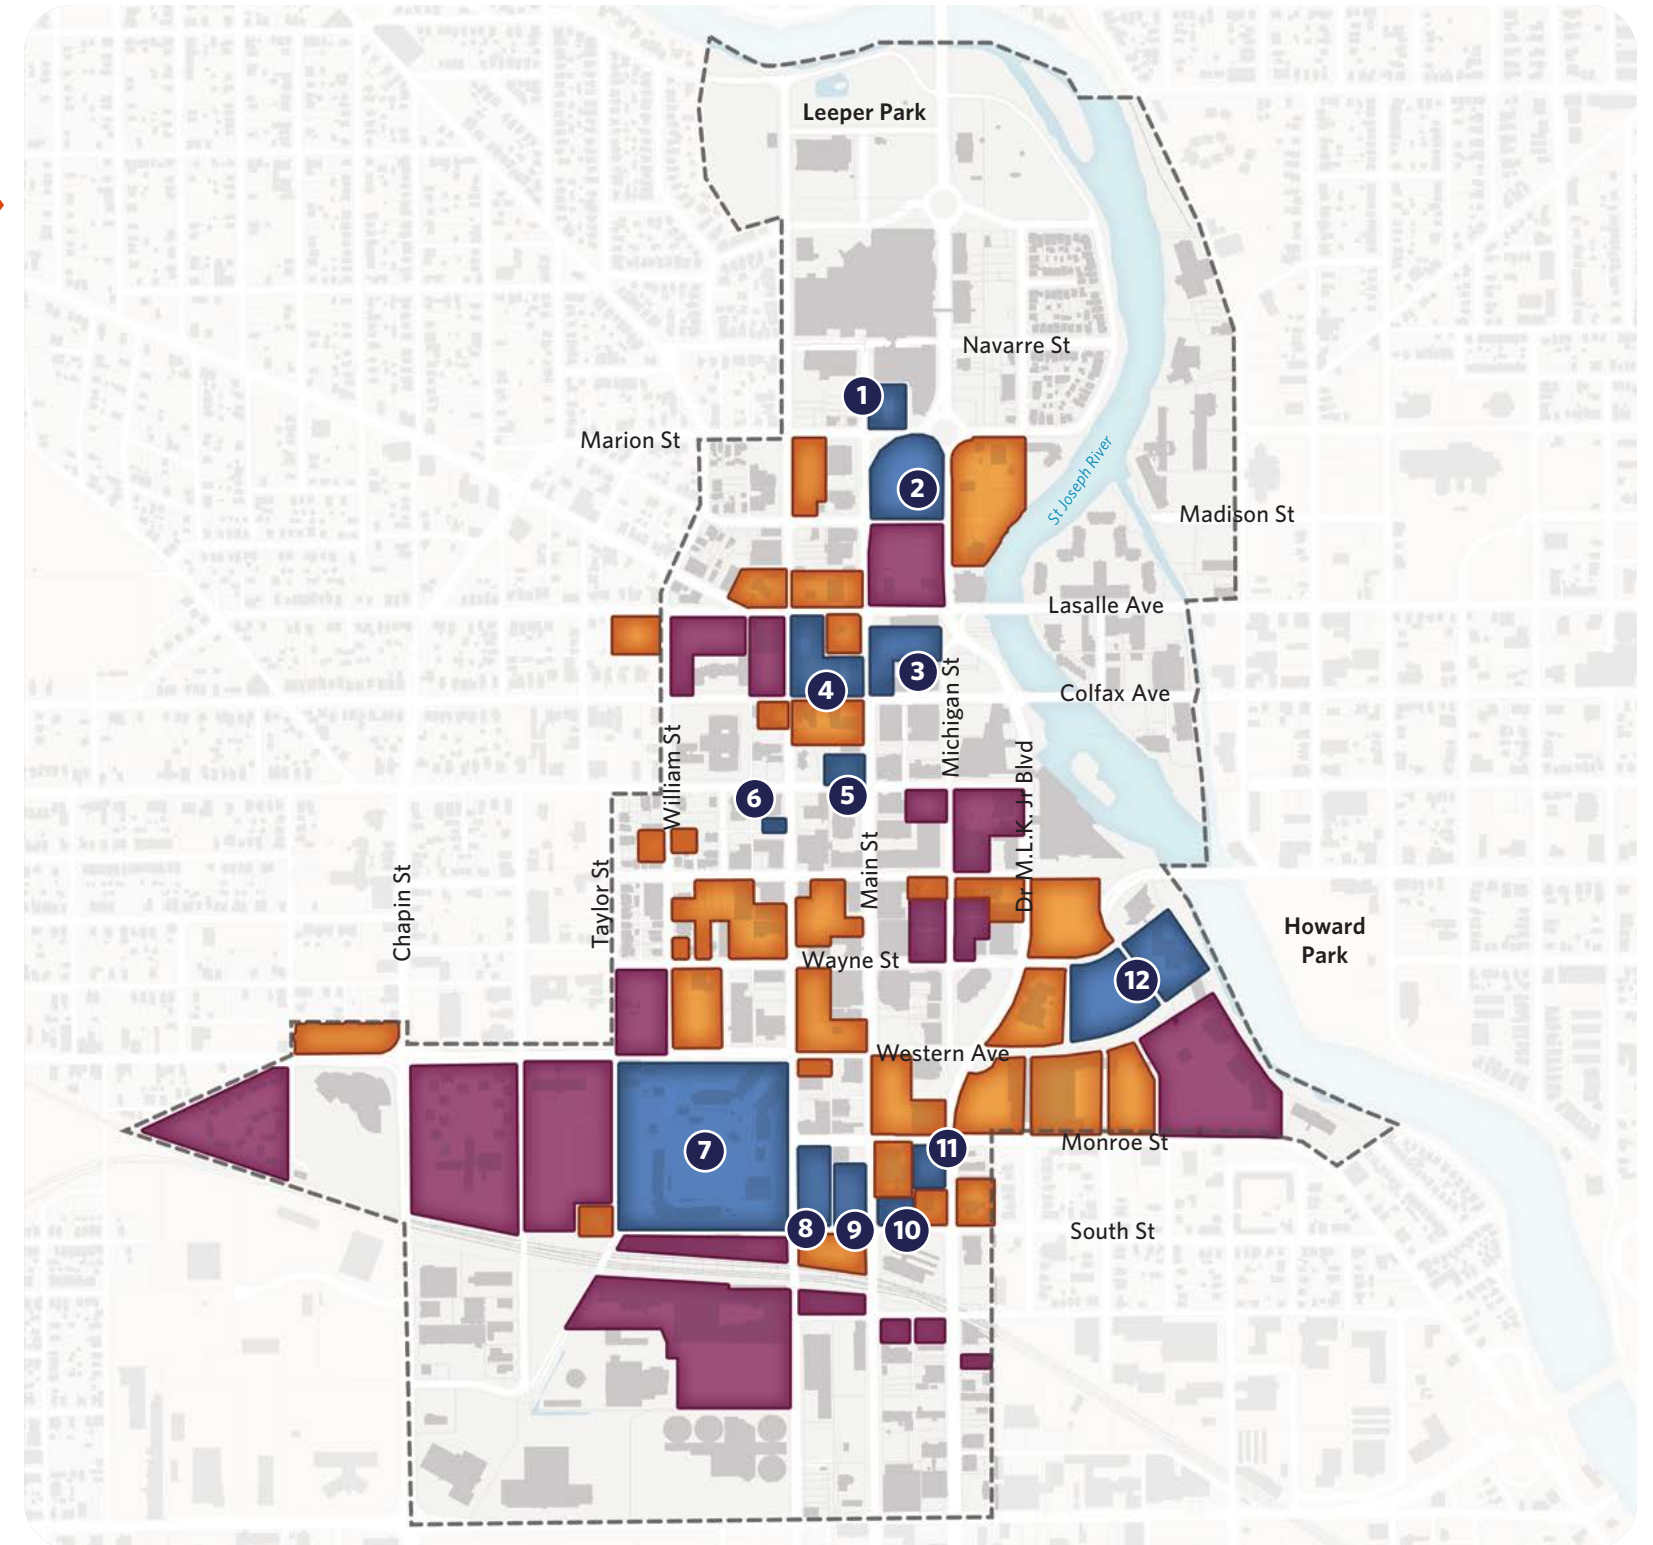 Leeper Park
Navarre St
1
Marion St
St Joseph River
2
Madison St
Lasalle Ave
3
4
Colfax Ave
Michigan St
William St
Dr M.L.K. Jr Blvd
6
5
Main St
Taylor St
Chapin St
Howard
Park
Wayne St
12
Western Ave
Monroe St
11
7
8
9
10
South St